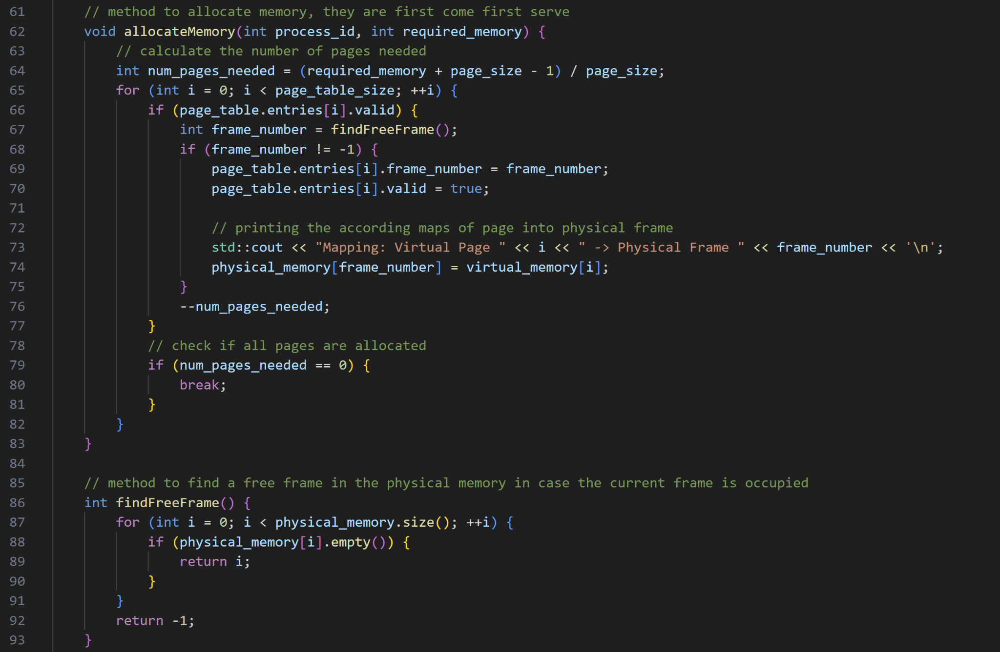 61 // method to allocate memory, they are first come first serve
62 void allocateMemory(int process_id, int required_memory) {
63 // calculate the number of pages needed
64 int num_pages_needed = (required_memory + page_size - 1) / page_size;
65 for (int i = 0; i < page_table_size; ++i) {
66 if (page_table.entries[i].valid) {
67 int frame_number = findFreeFrame();
68 if (frame_number != -1) {
69 page_table.entries[i].frame_number = frame_number;
70 page_table.entries[i].valid = true;
71
72 // printing the according maps of page into physical frame
73 std::cout << "Mapping: Virtual Page " << i << " -> Physical Frame " << frame_number << '\n';
74 physical_memory[frame_number] = virtual_memory[i];
75 }
76 --num_pages_needed;
77 }
78 // check if all pages are allocated
79 if (num_pages_needed == 0) {
80 break;
81 }
82 }
83 }
84
85 // method to find a free frame in the physical memory in case the current frame is occupied
86 int findFreeFrame() {
87 for (int i = 0; i < physical_memory.size(); ++i) {
88 if (physical_memory[i].empty()) {
89 return i;
90 }
91 }
92 return -1;
93 }